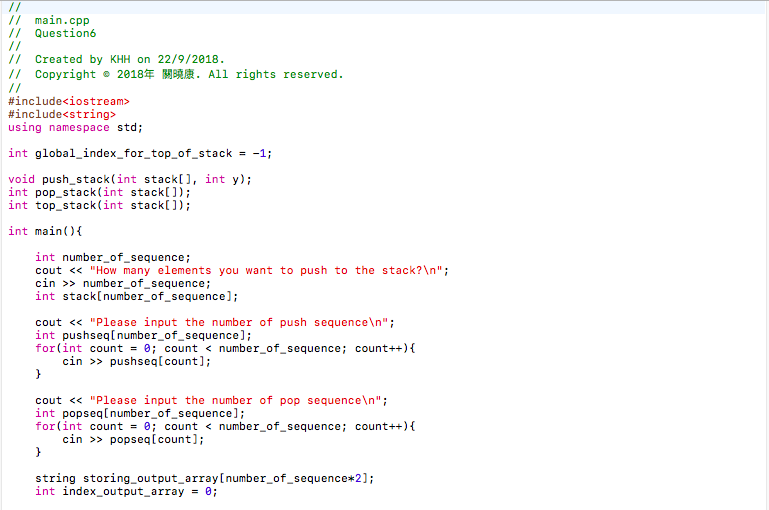 //
//  main.cpp
//  Question6
//
//  Created by KHH on 22/9/2018.
//  Copyright © 2018年 關曉康. All rights reserved.
//
#include<iostream>
#include<string>
using namespace std;

int global_index_for_top_of_stack = -1;

void push_stack(int stack[], int y);
int pop_stack(int stack[]);
int top_stack(int stack[]);

int main(){

    int number_of_sequence;
    cout << "How many elements you want to push to the stack?\n";
    cin >> number_of_sequence;
    int stack[number_of_sequence];

    cout << "Please input the number of push sequence\n";
    int pushseq[number_of_sequence];
    for(int count = 0; count < number_of_sequence; count++){
        cin >> pushseq[count];
    }

    cout << "Please input the number of pop sequence\n";
    int popseq[number_of_sequence];
    for(int count = 0; count < number_of_sequence; count++){
        cin >> popseq[count];
    }

    string storing_output_array[number_of_sequence*2];
    int index_output_array = 0;